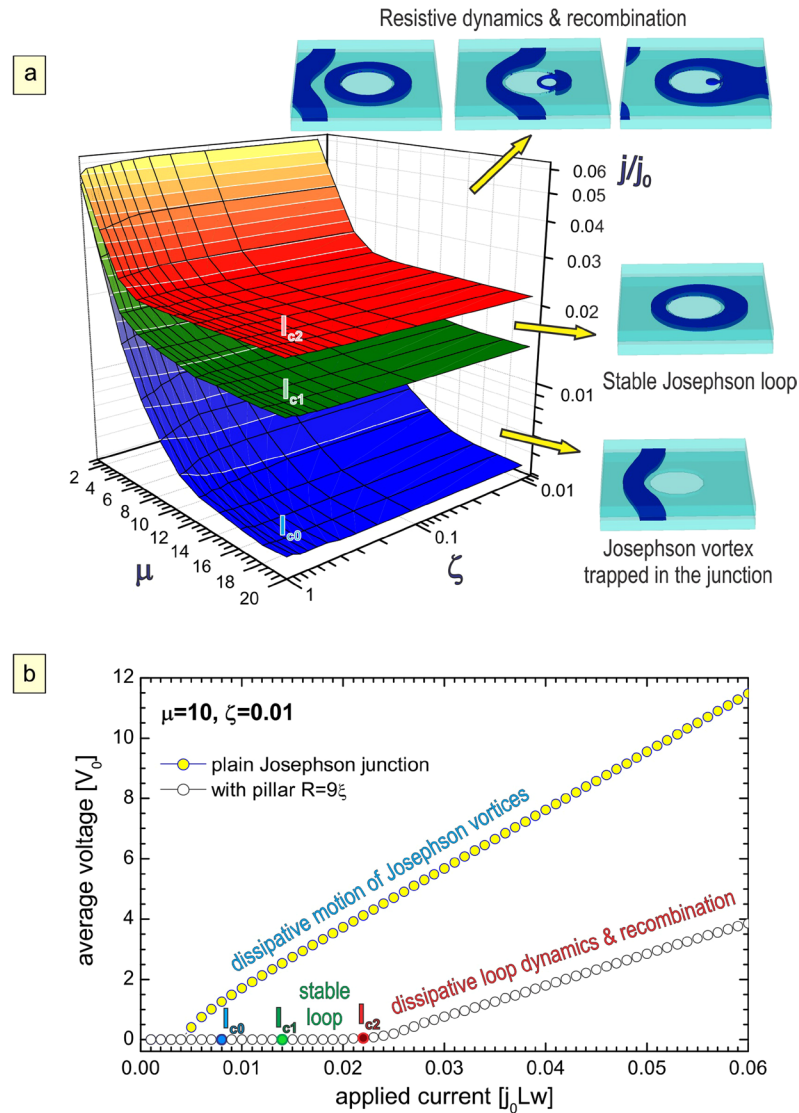 Resistive dynamics & recombination
a
j/j0
0.06
0.05
0.04
0.03
0.02
0.01
Ic2
Ic1
Ic0
Stable Josephson loop
Josephson vortex
trapped in the junction
2
4
6
8
10
12
14
16
18
20
μ
1
0.1
0.01
ζ
b
μ=10, ζ=0.01
plain Josephson junction
with pillar R=9ξ
dissipative motion of Josephson vortices
dissipative loop dynamics & recombination
stable
loop
Ic0
Ic1
Ic2
average voltage [V0]
12
10
8
6
4
2
0
0.00 0.01 0.02 0.03 0.04 0.05 0.06
applied current [j0Lw]